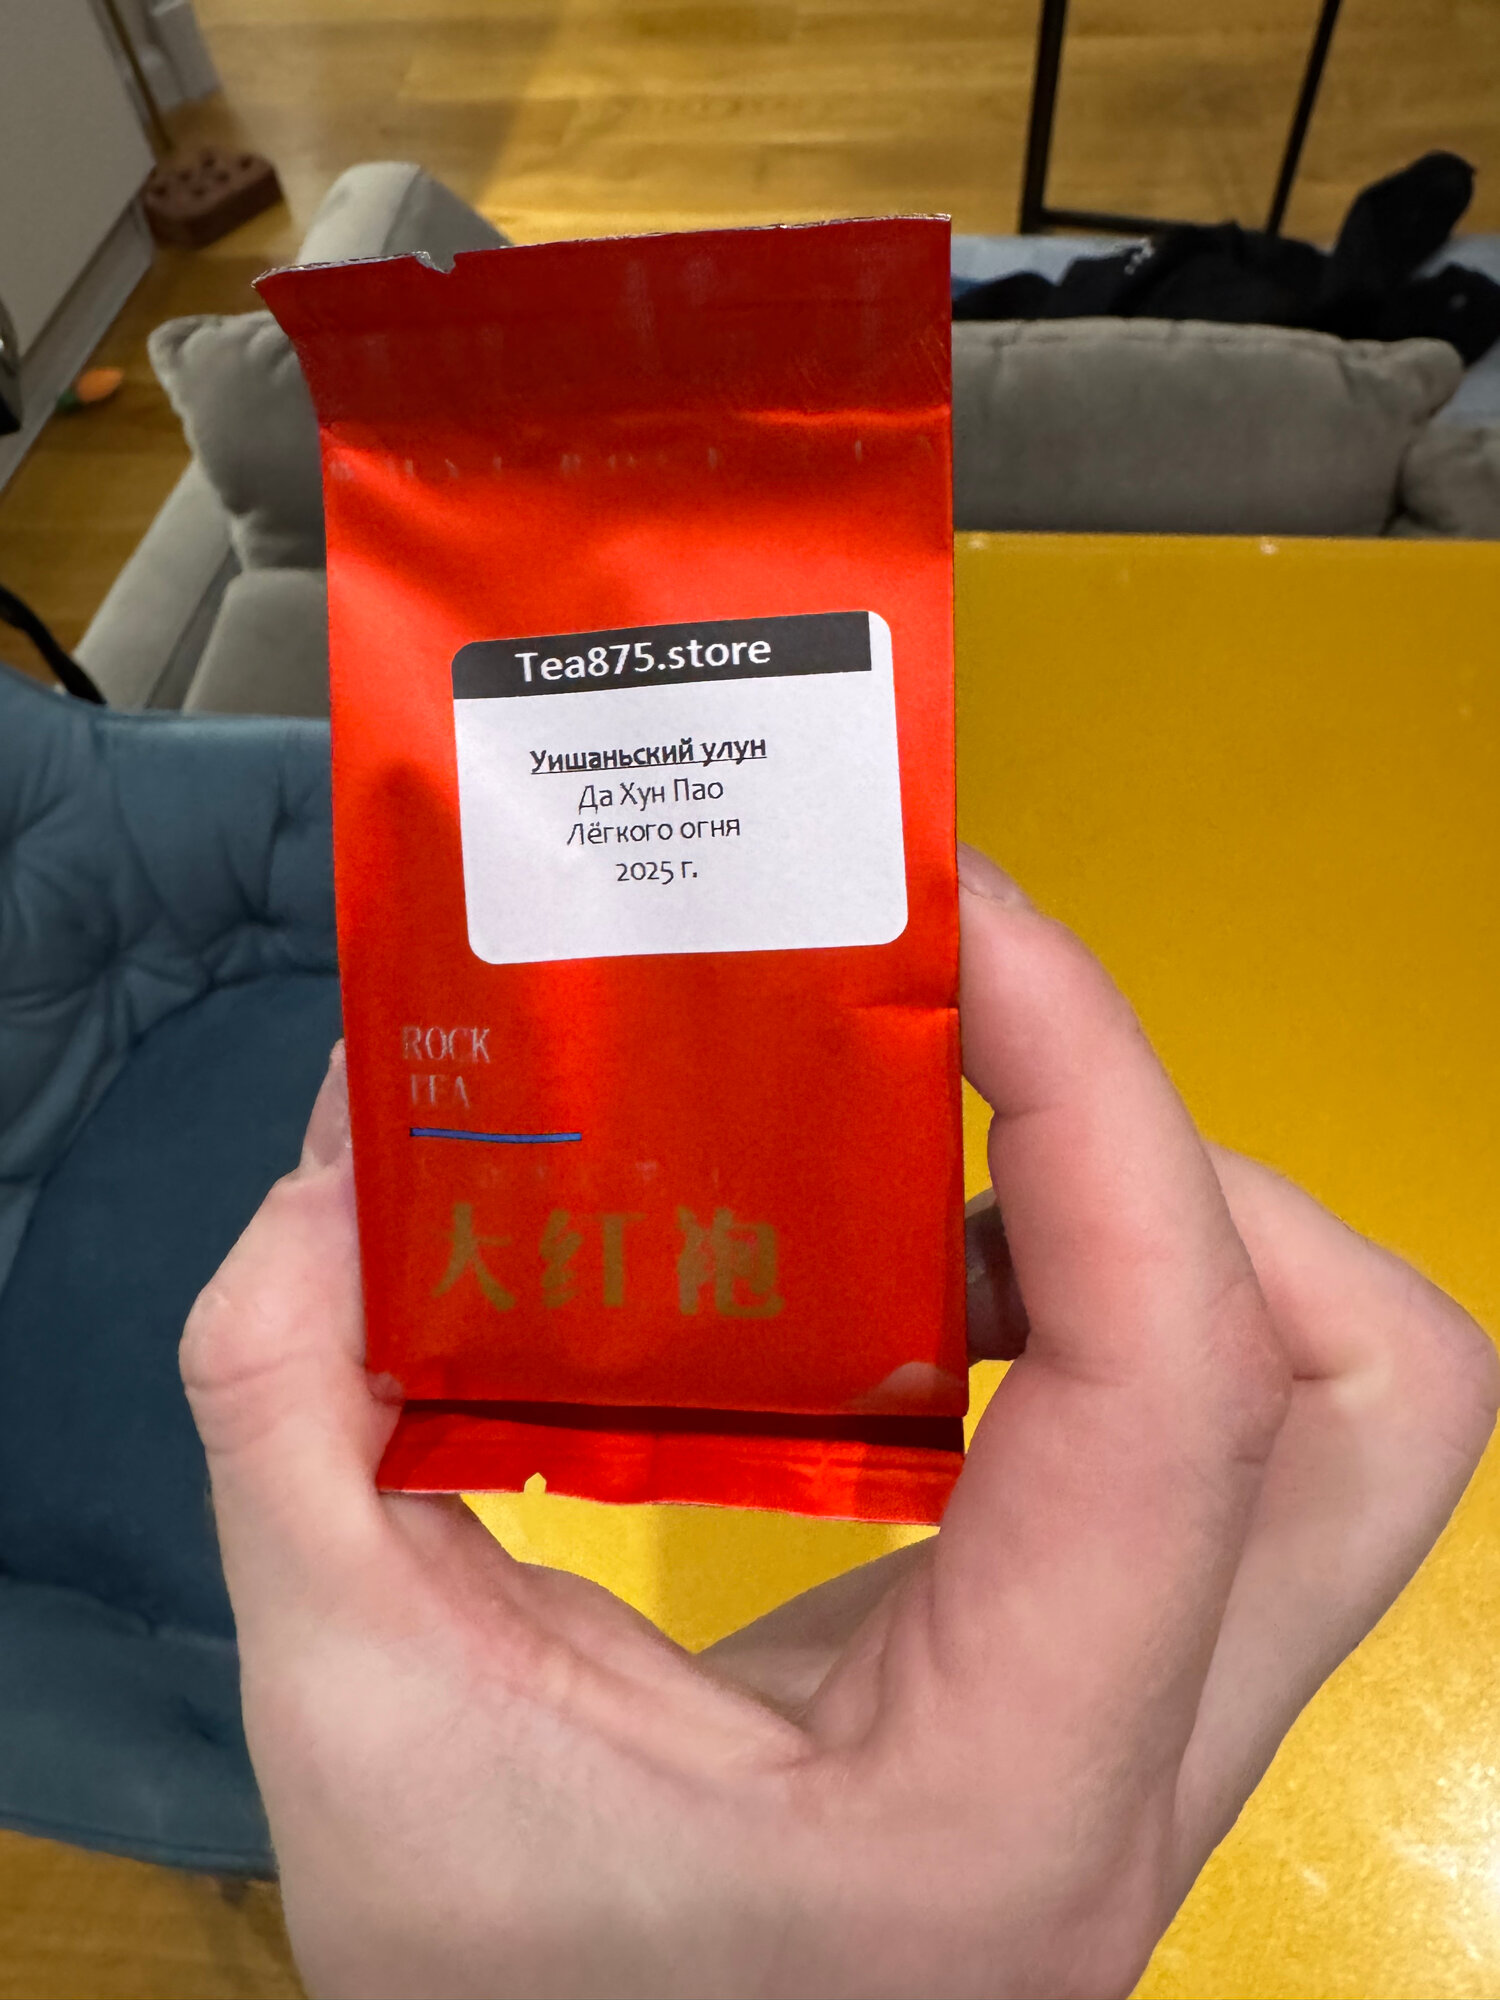 Tea875.store
Уишаньский улун
Да Хун Пао
Лёгкого огня
2025 г.
ROCK
TEA
大红袍